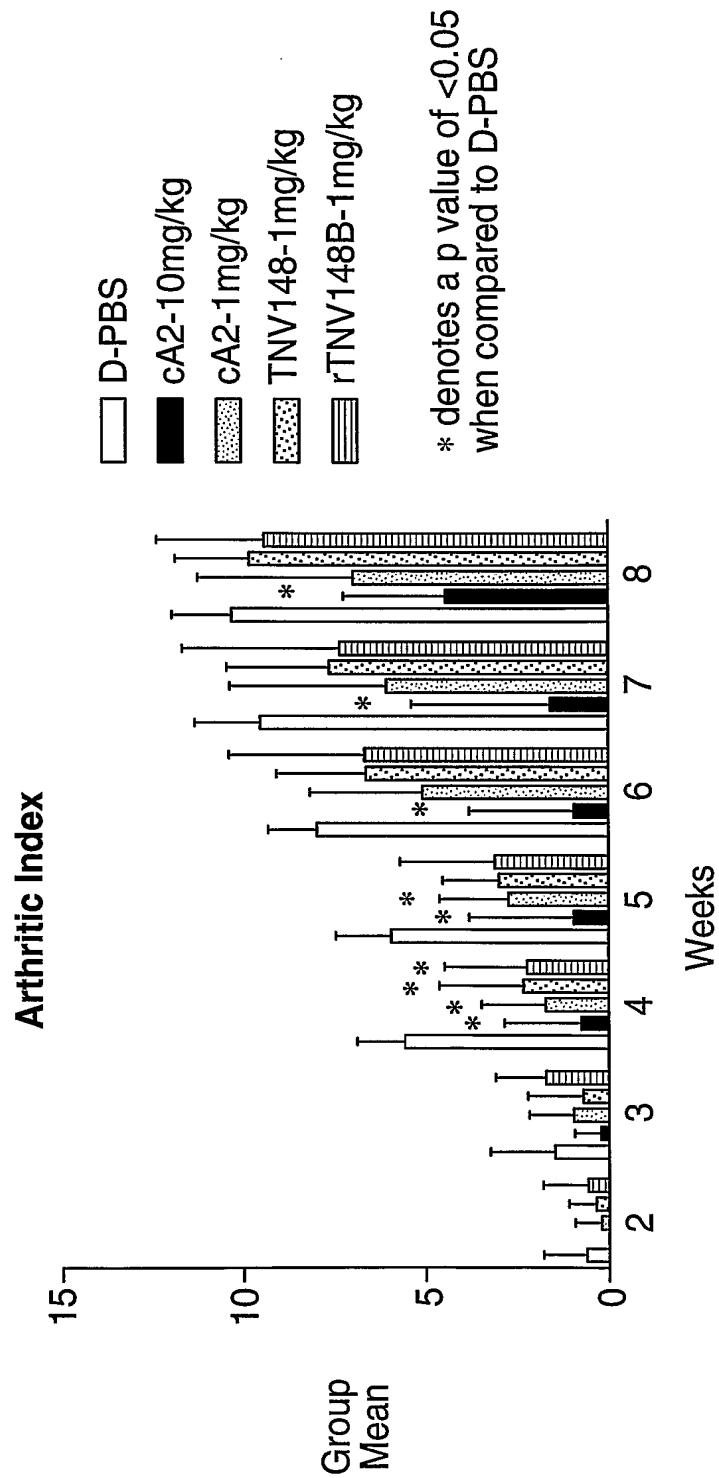 Arthritic Index
D-PBS
cA2-10mg/kg
cA2-1mg/kg
TNV148-1mg/kg
rTNV148B-1mg/kg
* denotes a p value of <0.05
when compared to D-PBS
Group
Mean
15
10
5
0
* * * * * * * * *
2 3 4 5 6 7 8
Weeks